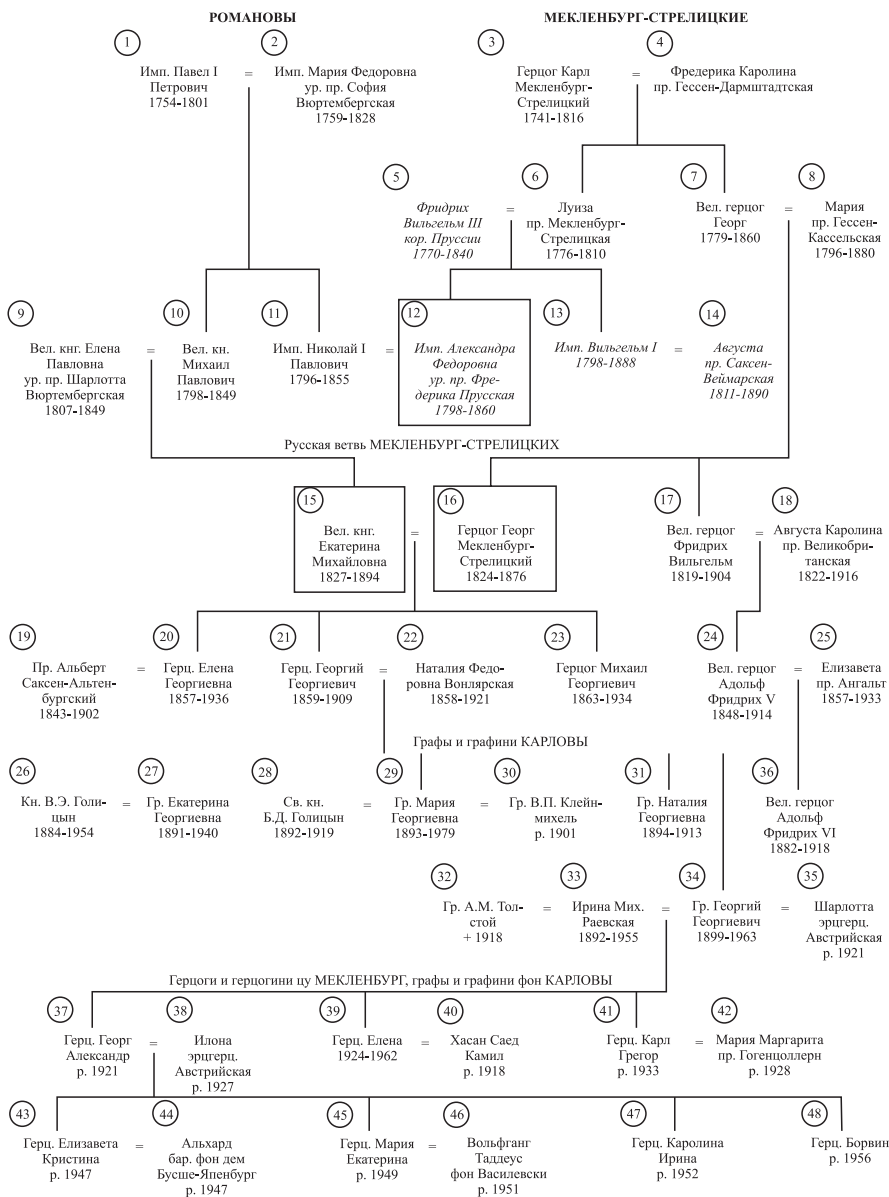 РОМАНОВЫ
МЕКЛЕНБУРГ-СТРЕЛИЦКИЕ
1
Имп. Павел I
Петрович
1754-1801
=
2
Имп. Мария Федоровна
ур. пр. София
Вюртембергская
1759-1828
3
Герцог Карл
Мекленбург-
Стрелицкий
1741-1816
=
4
Фредерика Каролина
пр. Гессен-Дармштадтская
5
Фридрих
Вильгельм III
кор. Пруссии
1770-1840
=
6
Луиза
пр. Мекленбург-
Стрелицкая
1776-1810
7
Вел. герцог
Георг
1779-1860
=
8
Мария
пр. Гессен-
Кассельская
1796-1880
9
Вел. кнг. Елена
Павловна
ур. пр. Шарлотта
Вюртембергская
1807-1849
=
10
Вел. кн.
Михаил
Павлович
1798-1849
11
Имп. Николай I
Павлович
1796-1855
=
12
Имп. Александра
Федоровна
ур. пр. Фре-
дерика Прусская
1798-1860
13
Имп. Вильгельм I
1798-1888
=
14
Августа
пр. Саксен-
Веймарская
1811-1890
Русская ветвь МЕКЛЕНБУРГ-СТРЕЛИЦКИХ
15
Вел. кнг.
Екатерина
Михайловна
1827-1894
=
16
Герцог Георг
Мекленбург-
Стрелицкий
1824-1876
17
Вел. герцог
Фридрих
Вильгельм
1819-1904
=
18
Августа Каролина
пр. Великобри-
танская
1822-1916
19
Пр. Альберт
Саксен-Альтен-
бургский
1843-1902
=
20
Герц. Елена
Георгиевна
1857-1936
21
Герц. Георгий
Георгиевич
1859-1909
=
22
Наталия Федо-
ровна Вонлярская
1858-1921
23
Герцог Михаил
Георгиевич
1863-1934
24
Вел. герцог
Адольф
Фридрих V
1848-1914
=
25
Елизавета
пр. Ангальт
1857-1933
Графы и графини КАРЛОВЫ
26
Кн. В.Э. Голи-
цын
1884-1954
=
27
Гр. Екатерина
Георгиевна
1891-1940
28
Св. кн.
Б.Д. Голицын
1892-1919
=
29
Гр. Мария
Георгиевна
1893-1979
=
30
Гр. В.П. Клейн-
михель
р. 1901
31
Гр. Наталия
Георгиевна
1894-1913
36
Вел. герцог
Адольф
Фридрих VI
1882-1918
32
Гр. А.М. Тол-
стой
+ 1918
=
33
Ирина Мих.
Раевская
1892-1955
=
34
Гр. Георгий
Георгиевич
1899-1963
=
35
Шарлотта
эрцгерц.
Австрийская
р. 1921
Герцоги и герцогини цу МЕКЛЕНБУРГ, графы и графини фон КАРЛОВЫ
37
Герц. Георг
Александр
р. 1921
=
38
Илона
эрцгерц.
Австрийская
р. 1927
39
Герц. Елена
1924-1962
=
40
Хасан Саед
Камил
р. 1918
41
Герц. Карл
Грегор
р. 1933
=
42
Мария Маргарита
пр. Гогенцоллерн
р. 1928
43
Герц. Елизавета
Кристина
р. 1947
=
44
Альхард
бар. фон дем
Бусше-Япенбург
р. 1947
45
Герц. Мария
Екатерина
р. 1949
=
46
Вольфганг
Таддеус
фон Василевски
р. 1951
47
Герц. Каролина
Ирина
р. 1952
48
Герц. Борвин
р. 1956